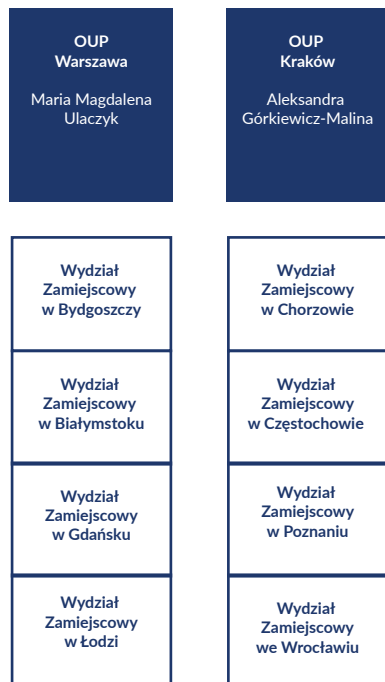 OUP
Warszawa
Maria Magdalena
Ulaczyk
Wydział
Zamiejscowy
w Bydgoszczy
Wydział
Zamiejscowy
w Białymstoku
Wydział
Zamiejscowy
w Gdańsku
Wydział
Zamiejscowy
w Łodzi
OUP
Kraków
Aleksandra
Górkiewicz-Malina
Wydział
Zamiejscowy
w Chorzowie
Wydział
Zamiejscowy
w Częstochowie
Wydział
Zamiejscowy
w Poznaniu
Wydział
Zamiejscowy
we Wrocławiu